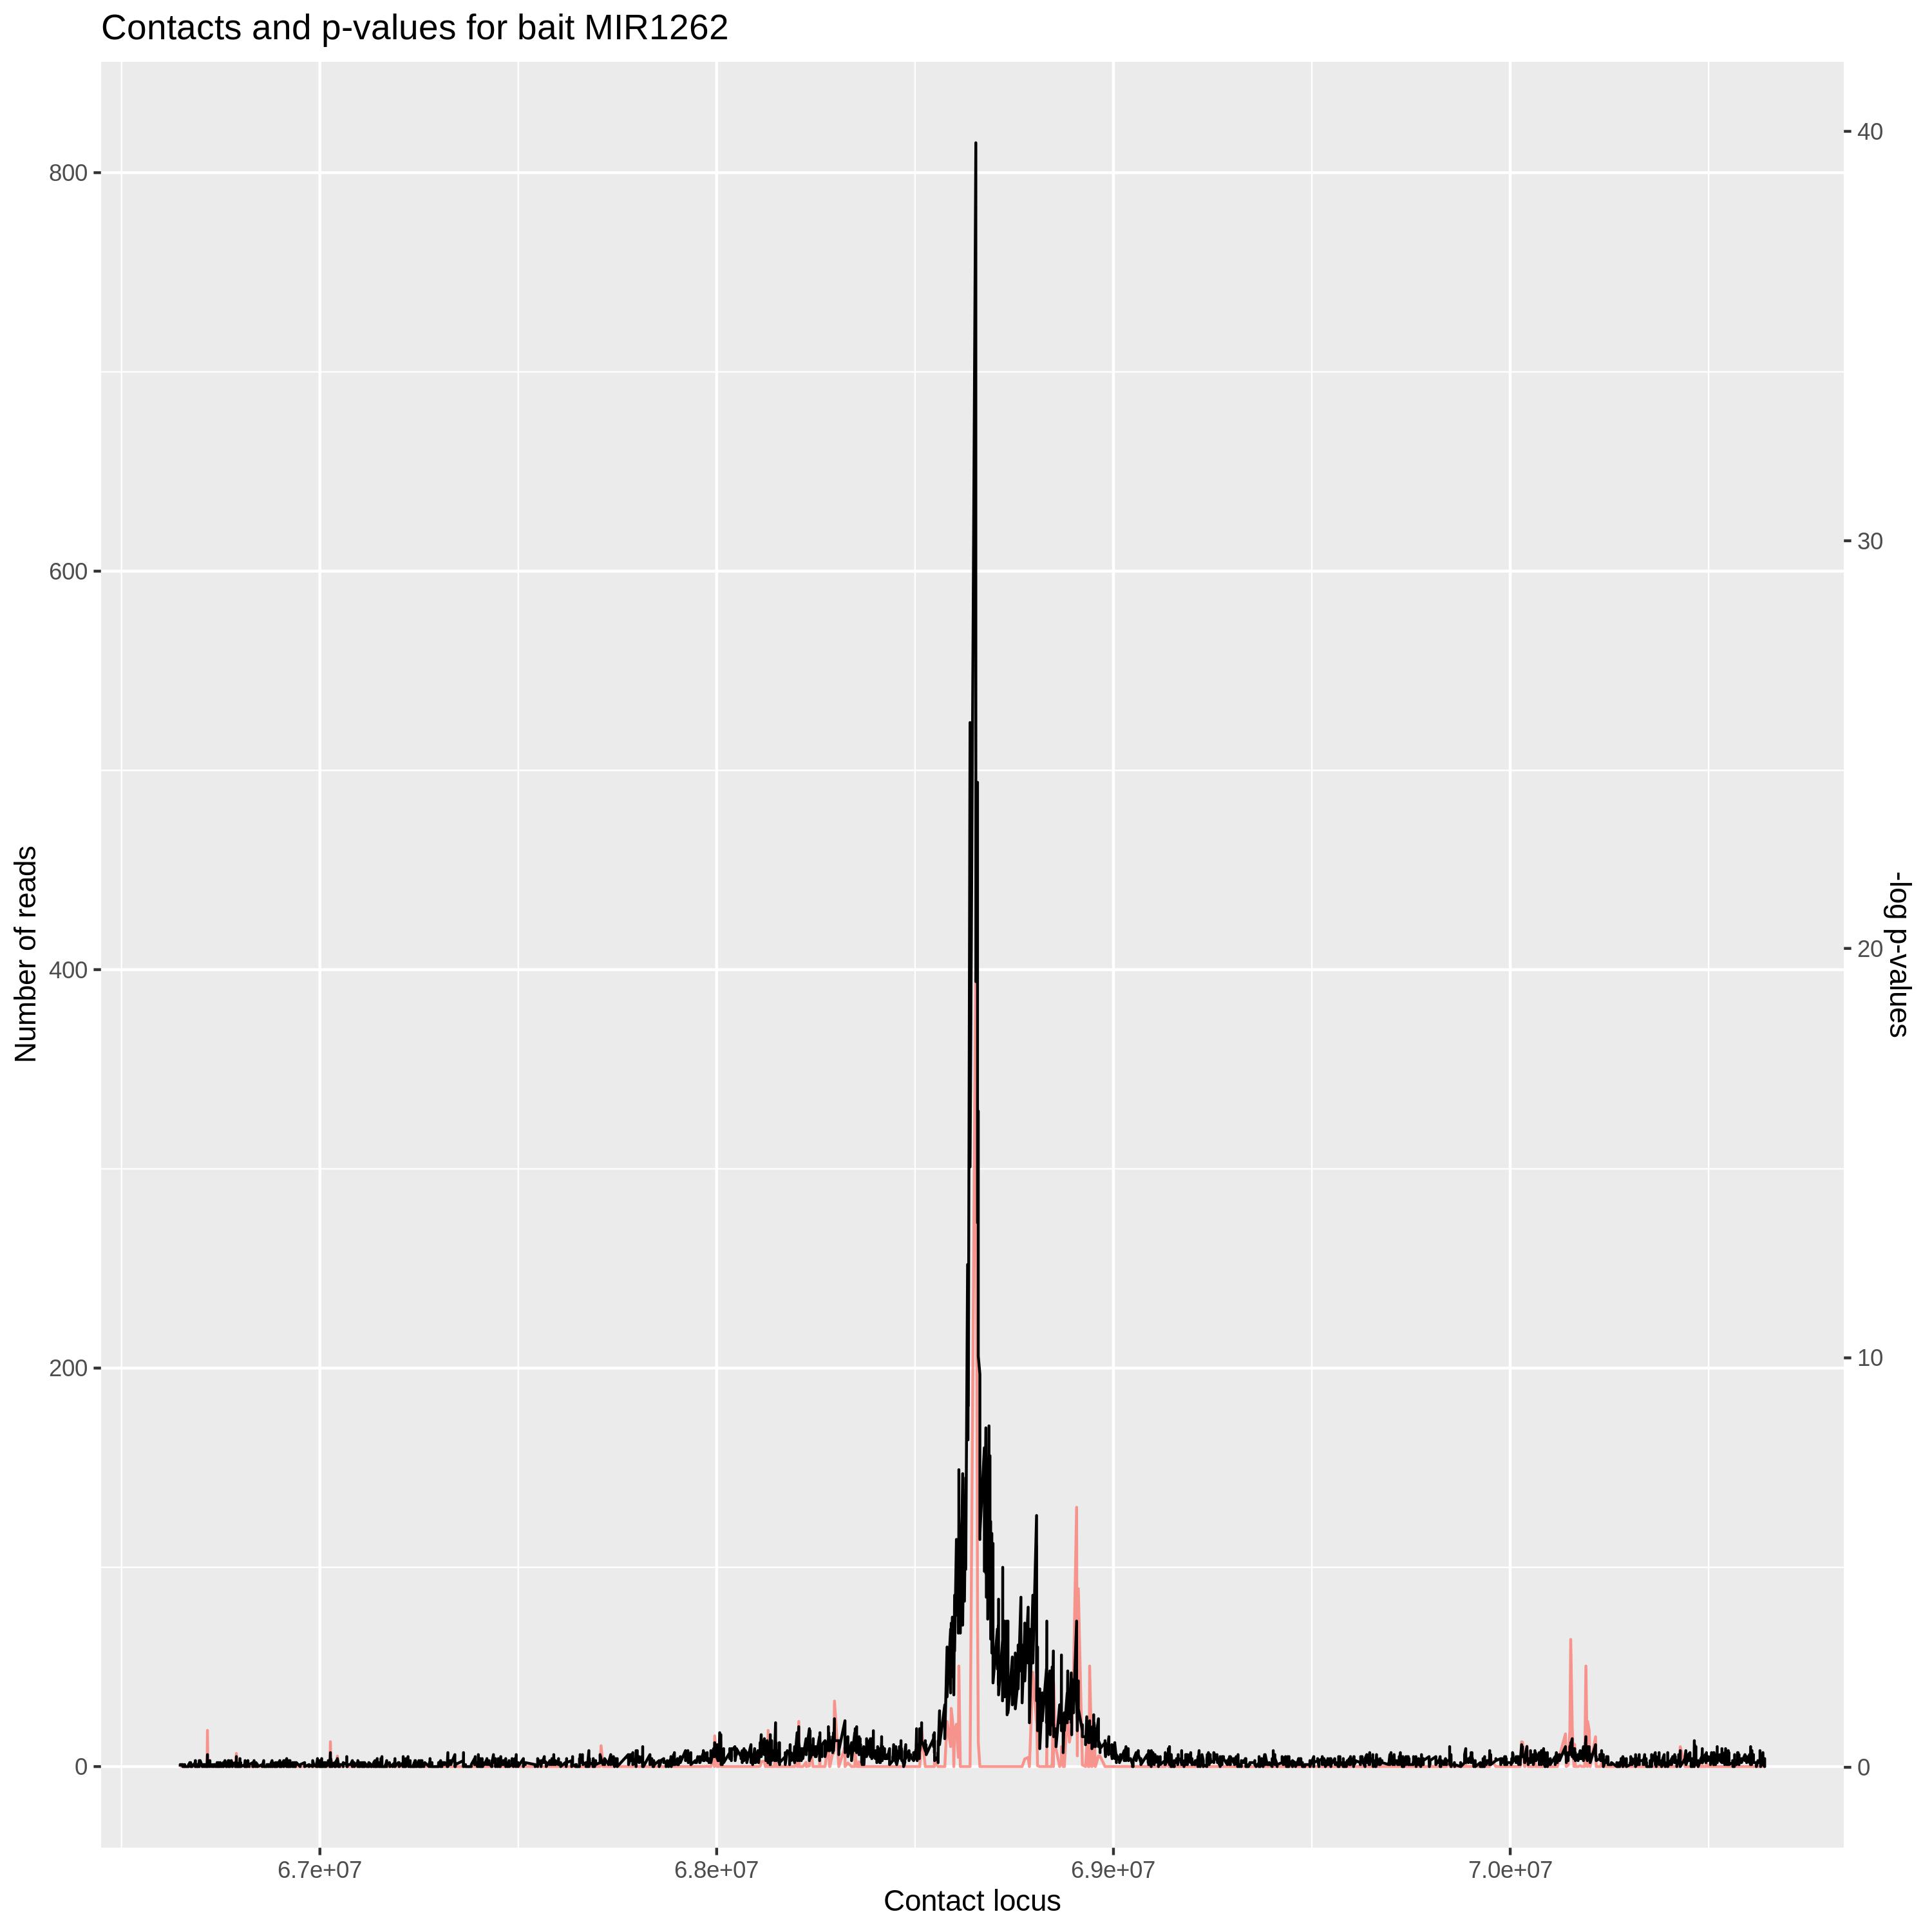 Contacts and p-values for bait MIR1262
Number of reads
800
600
400
200
0
40
30
20
10
0
-log p-values
6.7e+07 6.8e+07 6.9e+07 7.0e+07
Contact locus